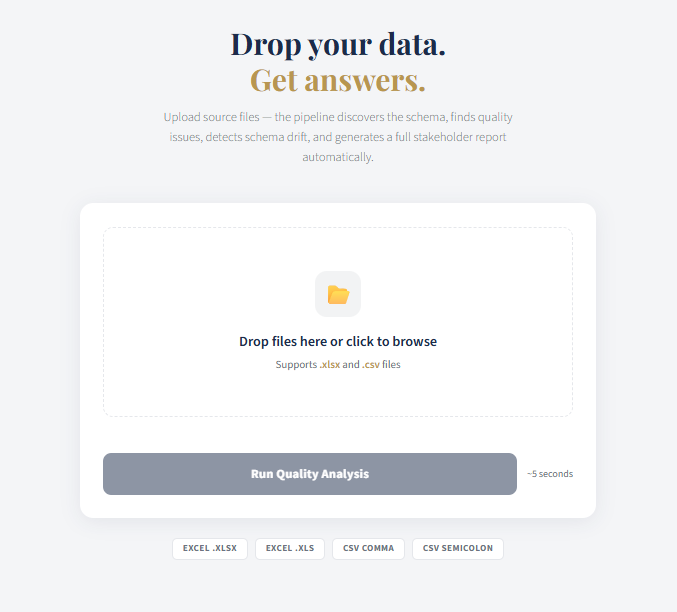 Drop your data.
Get answers.
Upload source files — the pipeline discovers the schema, finds quality
issues, detects schema drift, and generates a full stakeholder report
automatically.
Drop files here or click to browse
Supports .xlsx and .csv files
Run Quality Analysis
~5 seconds
EXCEL .XLSX
EXCEL .XLS
CSV COMMA
CSV SEMICOLON